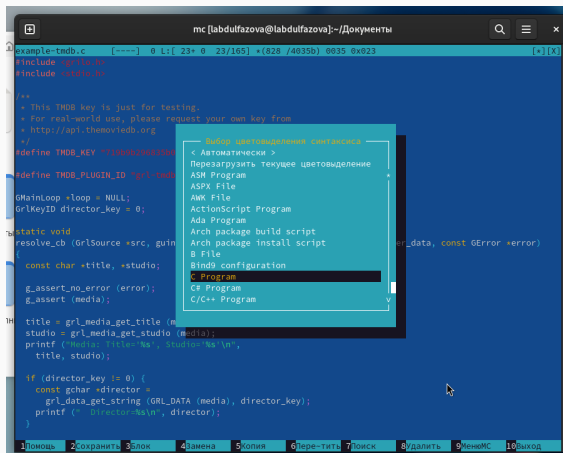 mc [labdulfazova@labdulfazova]:~/Документы
example-tmdb.c [----] 0 L:[ 23+ 0 23/165] *(828 /4035b) 0035 0x023 [*][X]
#include <grilo.h>
#include <stdio.h>
/**
* This TMDB key is just for testing.
* For real-world use, please request your own key from
* http://api.themoviedb.org
*/
#define TMDB_KEY
#define TMDB_PLUGIN_ID
GMainLoop *loop = NULL;
GrlKeyID director_key = 0;
static void
resolve_cb (GrlSource *src, guin
er_data, const GError *error)
{
const char *title, *studio;
g_assert_no_error (error);
g_assert (media);
title = grl_media_get_title (m
studio = grl_media_get_studio (media);
printf ("Media: Title='%s', Studio='%s'\n",
title, studio);
if (director_key != 0) {
const gchar *director =
grl_data_get_string (GRL_DATA (media), director_key);
printf (" Director=%s\n", director);
}
Выбор цветовыделения синтаксиса
< Автоматически >
Перезагрузить текущее цветовыделение
ASM Program
ASPX File
AWK File
ActionScript Program
Ada Program
Arch package build script
Arch package install script
B File
Bind9 configuration
C Program
C# Program
C/C++ Program
1Помощь 2Сохранить 3Блок 4Замена 5Копия 6Пере~тить 7Поиск 8Удалить 9МенюMC 10Выход